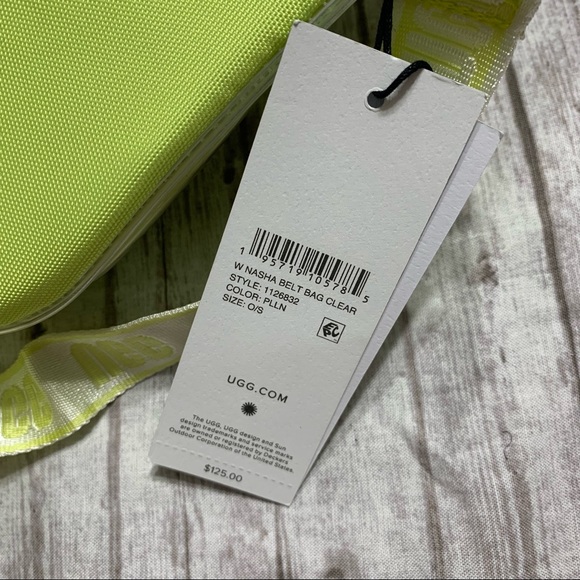 1 95719 10578 5
W NASHA BELT BAG CLEAR
STYLE: 1126832
COLOR: PLLN
SIZE: O/S
EC
UGG.COM
The UGG, UGG design and Sun
design trademarks and service marks
are owned or registered by Deckers
Outdoor Corporation of the United States.
$125.00
UGG